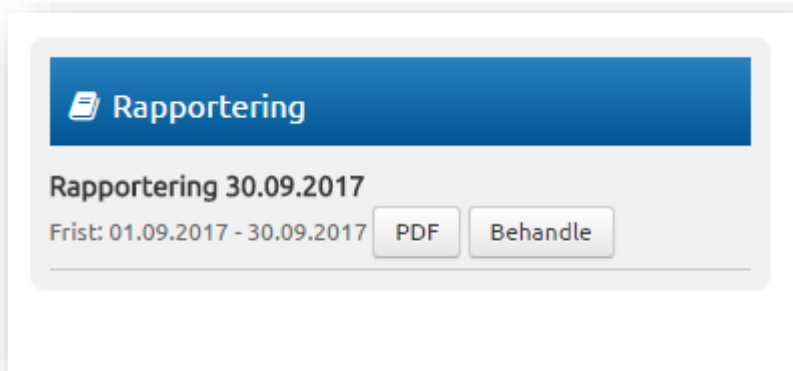 Rapportering
Rapportering 30.09.2017
Frist: 01.09.2017 - 30.09.2017 PDF Behandle